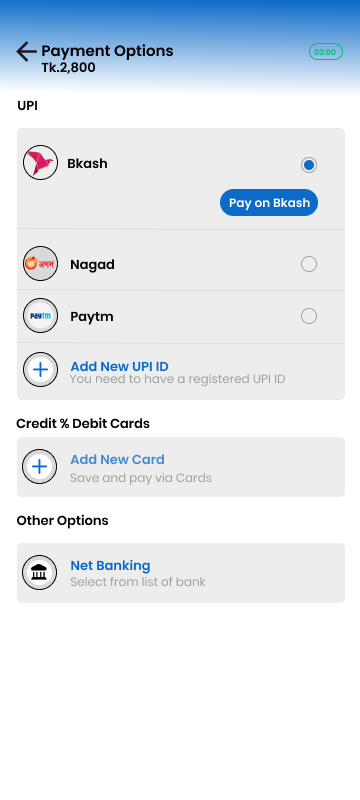 Payment Options
03:00
Tk.2,800
UPI
Bkash
Pay on Bkash
নগদ
Nagad
Paytm
Paytm
Add New UPI ID
You need to have a registered UPI ID
Credit % Debit Cards
Add New Card
Save and pay via Cards
Other Options
Net Banking
Select from list of bank